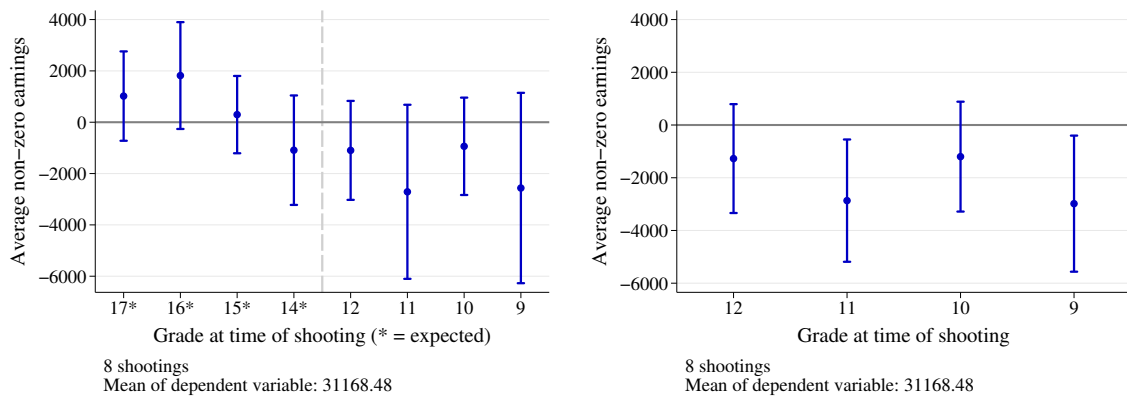 Average non−zero earnings
4000
2000
0
−2000
−4000
−6000
17* 16* 15* 14* 12 11 10 9
Grade at time of shooting (* = expected)
8 shootings
Mean of dependent variable: 31168.48
Average non−zero earnings
4000
2000
0
−2000
−4000
−6000
12 11 10 9
Grade at time of shooting
8 shootings
Mean of dependent variable: 31168.48